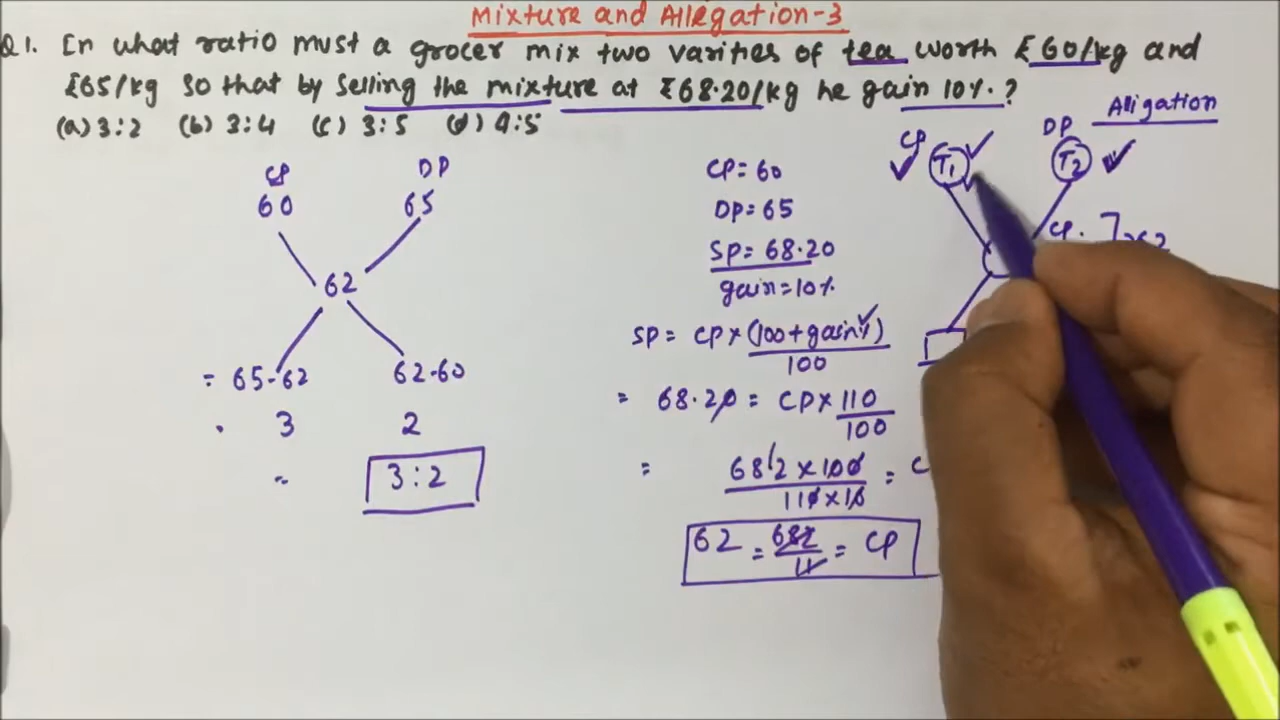 Mixture and Allegation-3
Q1. In what ratio must a grocer mix two varities of tea worth ₹60/kg and
₹65/kg so that by selling the mixture at ₹68.20/kg he gain 10%.?
(a) 3:2 (b) 3:4 (c) 3:5 (d) 4:5
Alligation
CP DP
60 65
62
= 65-62 62-60
3 2
= 3:2
CP = 60
DP = 65
SP = 68.20
gain = 10%
SP = CP × (100+gain%)
100
= 68.20 = CP × 110
100
= 682 × 100 = C
110 × 10
62 = 682 = CP
11
CP DP
T1 T2
CP.